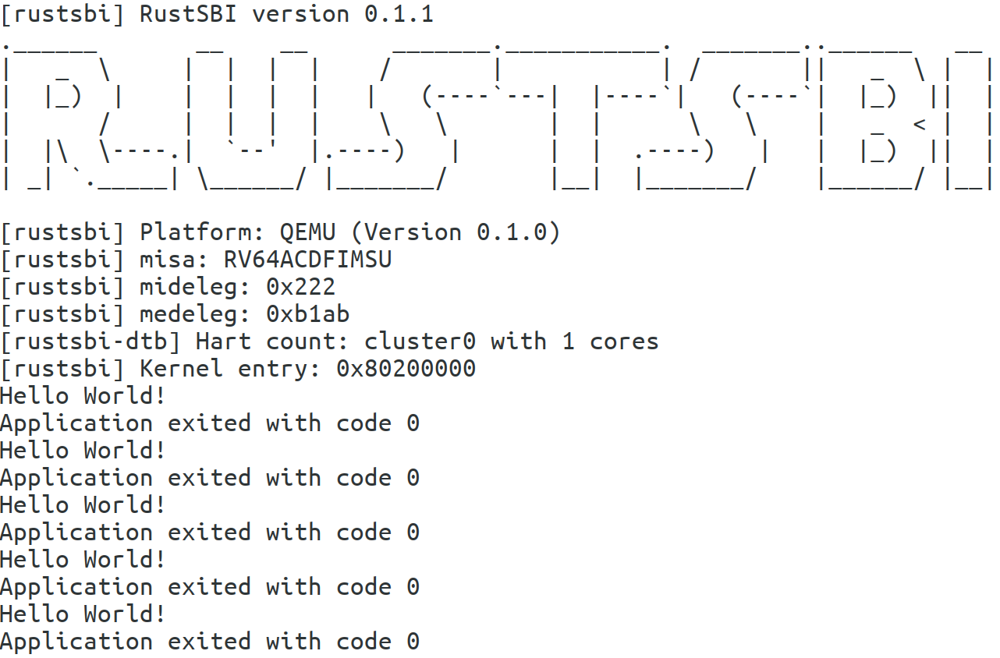 [rustsbi] RustSBI version 0.1.1
.______       __    __      _______.___________.  _______..______   __
|   _  \     |  |  |  |    /       |           | /       ||   _  \ |  |
|  |_)  |    |  |  |  |   |   (----`---|  |----`|   (----`|  |_)  ||  |
|      /     |  |  |  |    \   \       |  |      \   \    |   _  < |  |
|  |\  \----.|  `--'  |.----)   |      |  |  .----)   |   |  |_)  ||  |
| _| `._____| \______/ |_______/       |__|  |_______/    |______/ |__|
[rustsbi] Platform: QEMU (Version 0.1.0)
[rustsbi] misa: RV64ACDFIMSU
[rustsbi] mideleg: 0x222
[rustsbi] medeleg: 0xb1ab
[rustsbi-dtb] Hart count: cluster0 with 1 cores
[rustsbi] Kernel entry: 0x80200000
Hello World!
Application exited with code 0
Hello World!
Application exited with code 0
Hello World!
Application exited with code 0
Hello World!
Application exited with code 0
Hello World!
Application exited with code 0